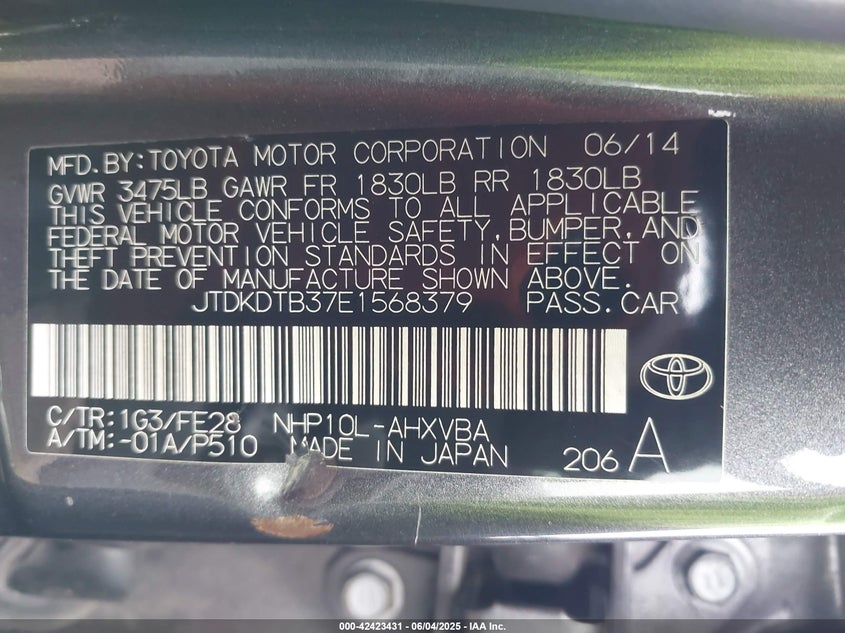 MFD.BY:TOYOTA MOTOR CORPORATION 06/14
GVWR 3475LB GAWR FR 1830LB RR 1830LB
THIS VEHICLE CONFORMS TO ALL APPLICABLE
FEDERAL MOTOR VEHICLE SAFETY, BUMPER, AND
THEFT PREVENTION STANDARDS IN EFFECT ON
THE DATE OF MANUFACTURE SHOWN ABOVE.
JTDKDTB37E1568379 PASS.CAR
C/TR:1G3/FE28 NHP10L-AHXVBA
A/TM:-01A/P510 MADE IN JAPAN
206 A
000-42423431 - 06/04/2025 - IAA Inc.